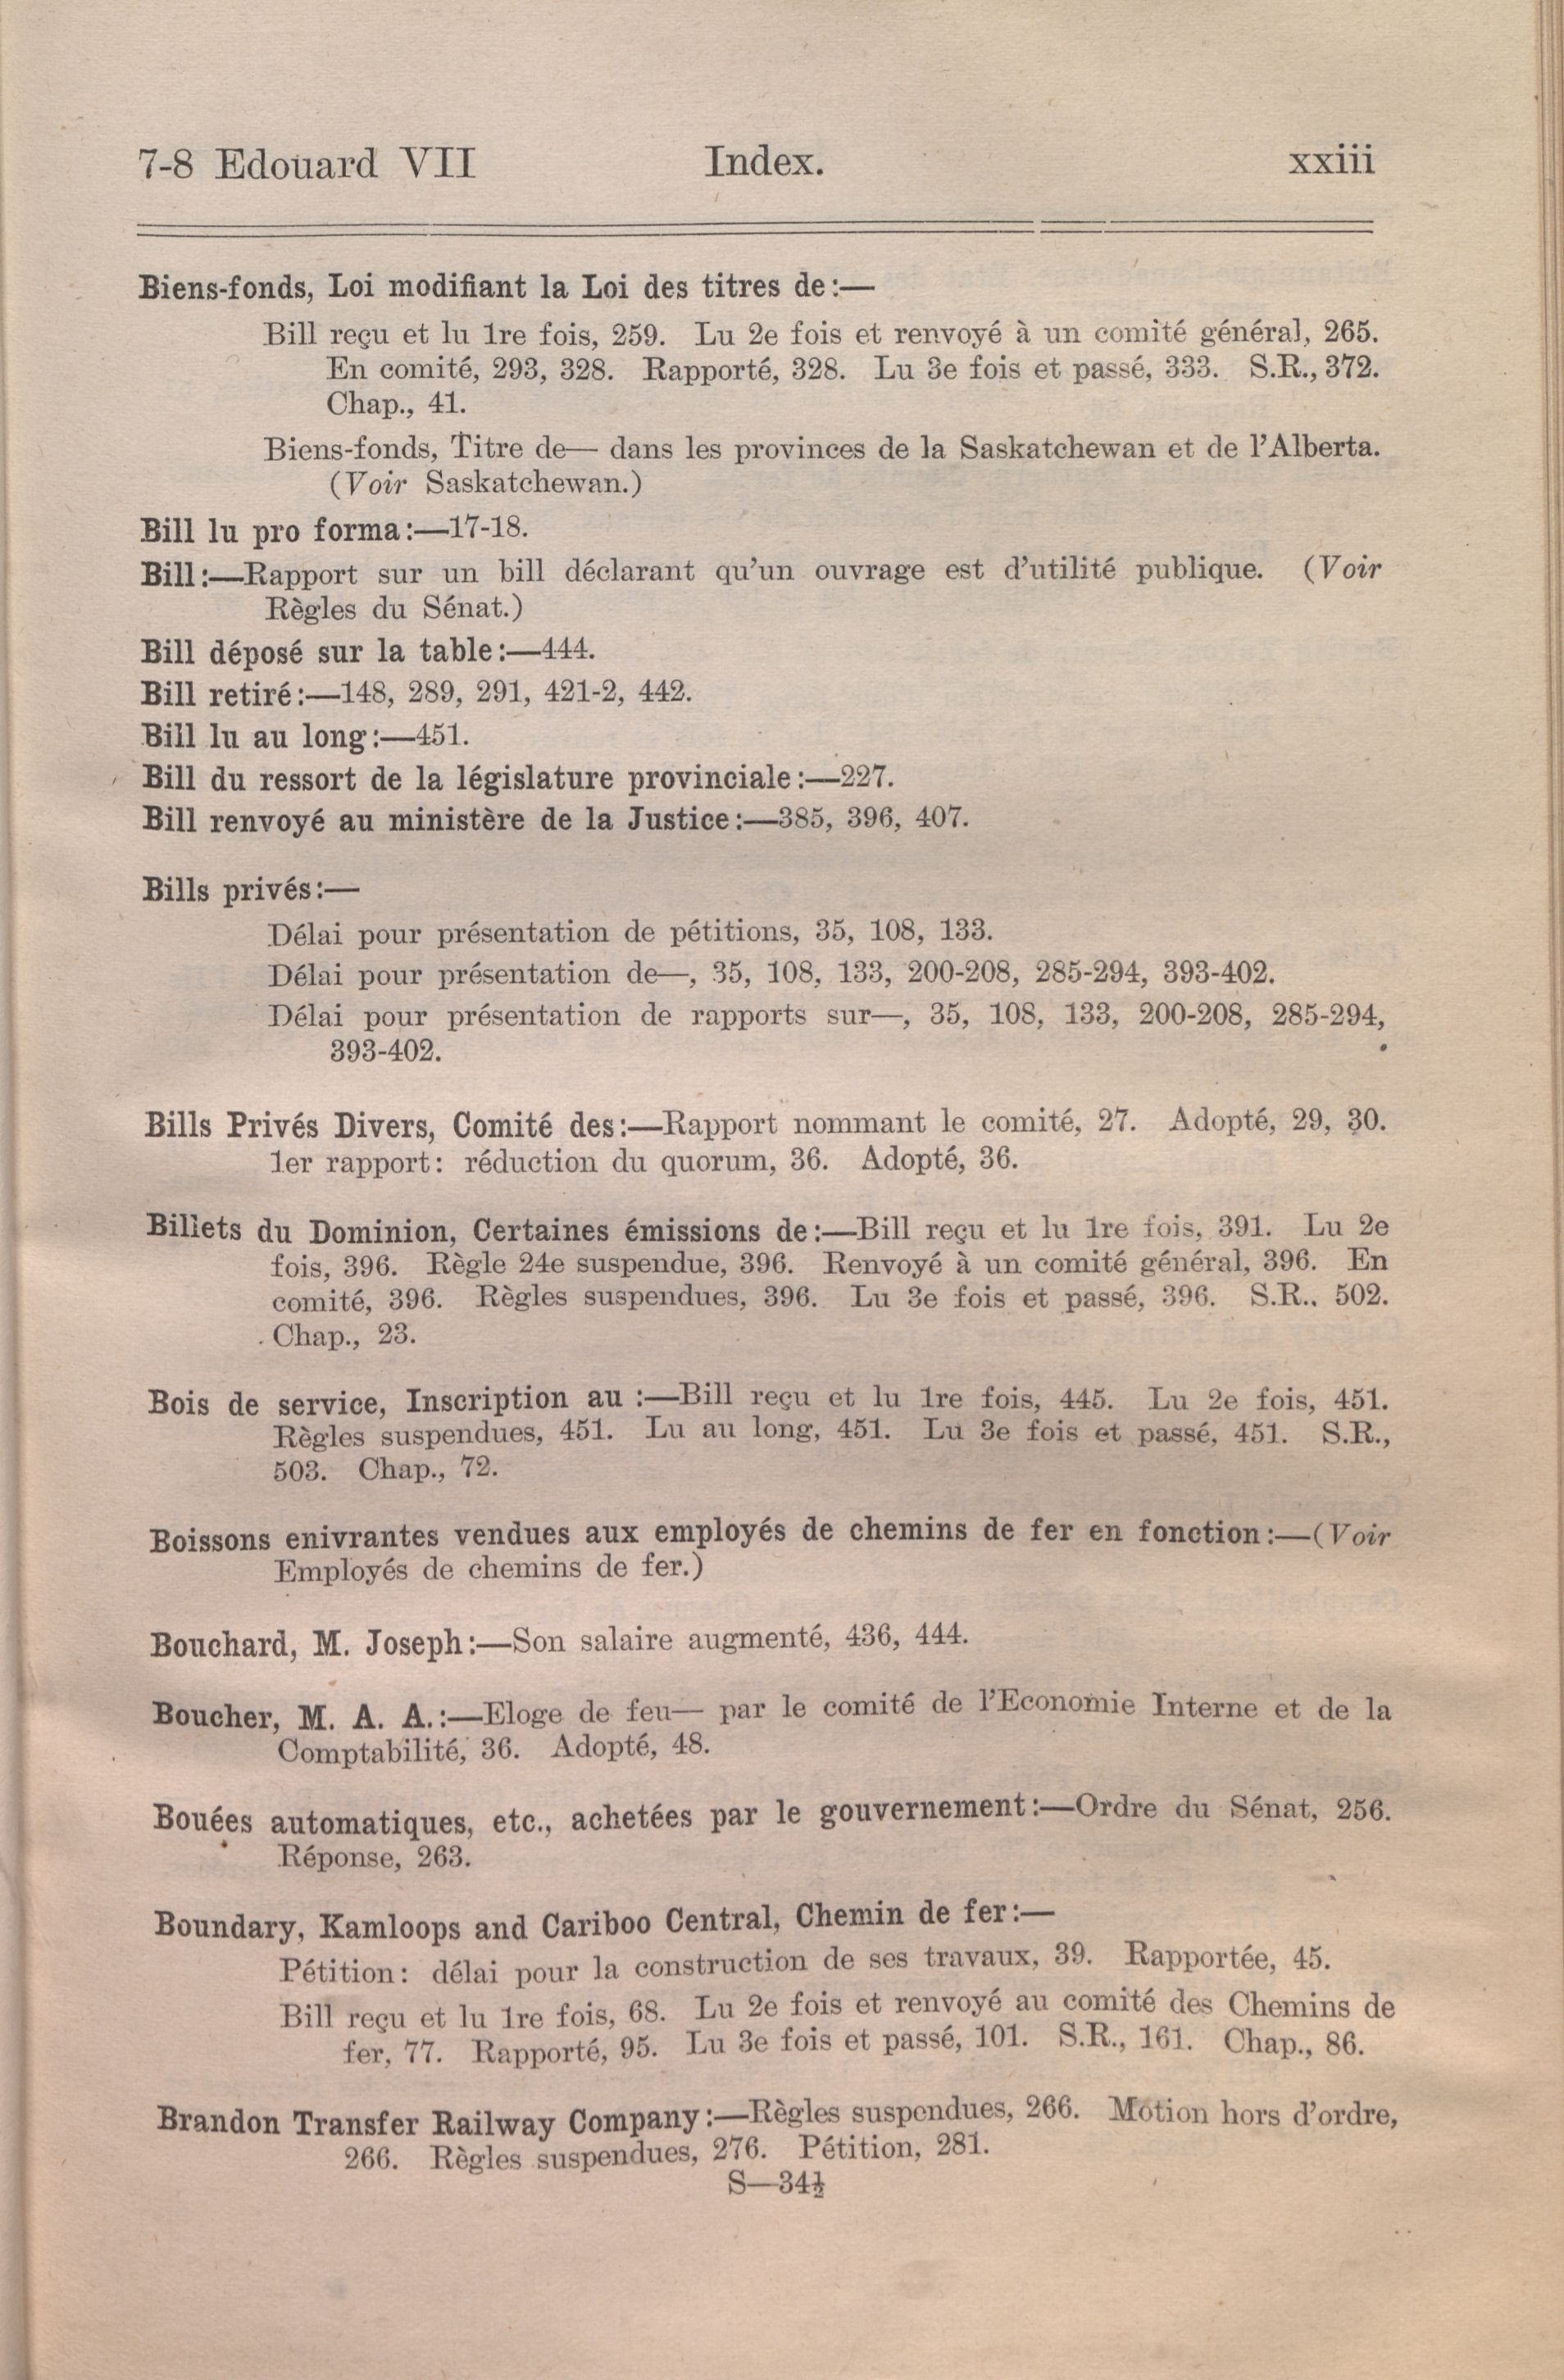 7-8 Edouard VII Index. xxiii
Biens-fonds, Loi modifiant la Loi des titres de:—
Bill reçu et lu 1re fois, 259. Lu 2e fois et renvoyé à un comité général, 265.
En comité, 293, 328. Rapporté, 328. Lu 3e fois et passé, 333. S.R., 372.
Chap., 41.
Biens-fonds, Titre de— dans les provinces de la Saskatchewan et de l'Alberta.
(Voir Saskatchewan.)
Bill lu pro forma:—17-18.
Bill:—Rapport sur un bill déclarant qu'un ouvrage est d'utilité publique. (Voir
Règles du Sénat.)
Bill déposé sur la table:—444.
Bill retiré:—148, 289, 291, 421-2, 442.
Bill lu au long:—451.
Bill du ressort de la législature provinciale:—227.
Bill renvoyé au ministère de la Justice:—385, 396, 407.
Bills privés:—
Délai pour présentation de pétitions, 35, 108, 133.
Délai pour présentation de—, 35, 108, 133, 200-208, 285-294, 393-402.
Délai pour présentation de rapports sur—, 35, 108, 133, 200-208, 285-294,
393-402.
Bills Privés Divers, Comité des:—Rapport nommant le comité, 27. Adopté, 29, 30.
1er rapport: réduction du quorum, 36. Adopté, 36.
Billets du Dominion, Certaines émissions de:—Bill reçu et lu 1re fois, 391. Lu 2e
fois, 396. Règle 24e suspendue, 396. Renvoyé à un comité général, 396. En
comité, 396. Règles suspendues, 396. Lu 3e fois et passé, 396. S.R.. 502.
Chap., 23.
Bois de service, Inscription au :—Bill reçu et lu 1re fois, 445. Lu 2e fois, 451.
Règles suspendues, 451. Lu au long, 451. Lu 3e fois et passé, 451. S.R.,
503. Chap., 72.
Boissons enivrantes vendues aux employés de chemins de fer en fonction:—(Voir
Employés de chemins de fer.)
Bouchard, M. Joseph:—Son salaire augmenté, 436, 444.
Boucher, M. A. A.:—Eloge de feu— par le comité de l'Economie Interne et de la
Comptabilité, 36. Adopté, 48.
Bouées automatiques, etc., achetées par le gouvernement:—Ordre du Sénat, 256.
Réponse, 263.
Boundary, Kamloops and Cariboo Central, Chemin de fer:—
Pétition: délai pour la construction de ses travaux, 39. Rapportée, 45.
Bill reçu et lu 1re fois, 68. Lu 2e fois et renvoyé au comité des Chemins de
fer, 77. Rapporté, 95. Lu 3e fois et passé, 101. S.R., 161. Chap., 86.
Brandon Transfer Railway Company:—Règles suspendues, 266. Motion hors d'ordre,
266. Règles suspendues, 276. Pétition, 281.
S—34½